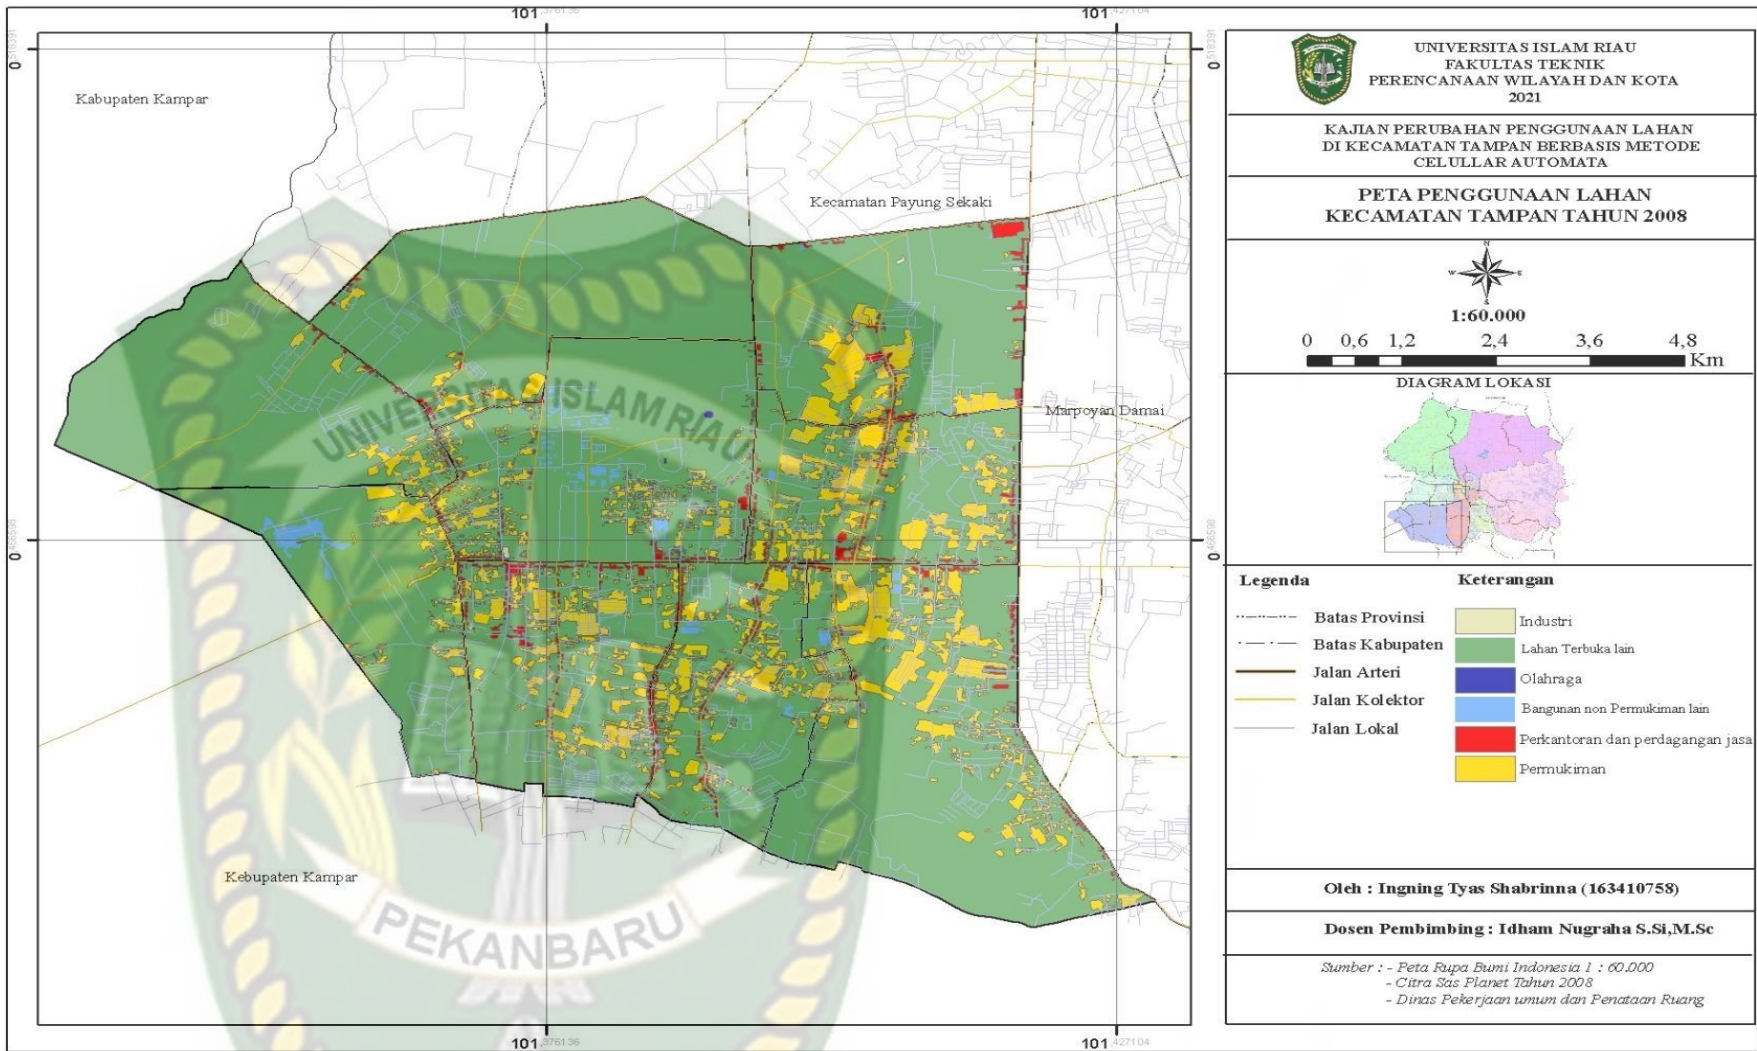 101,376136
101,427104
0,518391
0,518391
Kabupaten Kampar
Kecamatan Payung Sekaki
Marpoyan Damai
UNIVERSITAS ISLAM RIAU
Kebupaten Kampar
PEKANBARU
101,376136
101,427104
UNIVERSITAS ISLAM RIAU
FAKULTAS TEKNIK
PERENCANAAN WILAYAH DAN KOTA
2021
KAJIAN PERUBAHAN PENGGUNAAN LAHAN
DI KECAMATAN TAMPAN BERBASIS METODE
CELULLAR AUTOMATA
PETA PENGGUNAAN LAHAN
KECAMATAN TAMPAN TAHUN 2008
N
W E
S
1:60.000
0 0,6 1,2 2,4 3,6 4,8
Km
DIAGRAM LOKASI
Legenda
Batas Provinsi
Batas Kabupaten
Jalan Arteri
Jalan Kolektor
Jalan Lokal
Keterangan
Industri
Lahan Terbuka lain
Olahraga
Bangunan non Permukiman lain
Perkantoran dan perdagangan jasa
Permukiman
Oleh : Ingning Tyas Shabrinna (163410758)
Dosen Pembimbing : Idham Nugraha S.Si,M.Sc
Sumber : - Peta Rupa Bumi Indonesia 1 : 60.000
- Citra Sas Planet Tahun 2008
- Dinas Pekerjaan umum dan Penataan Ruang